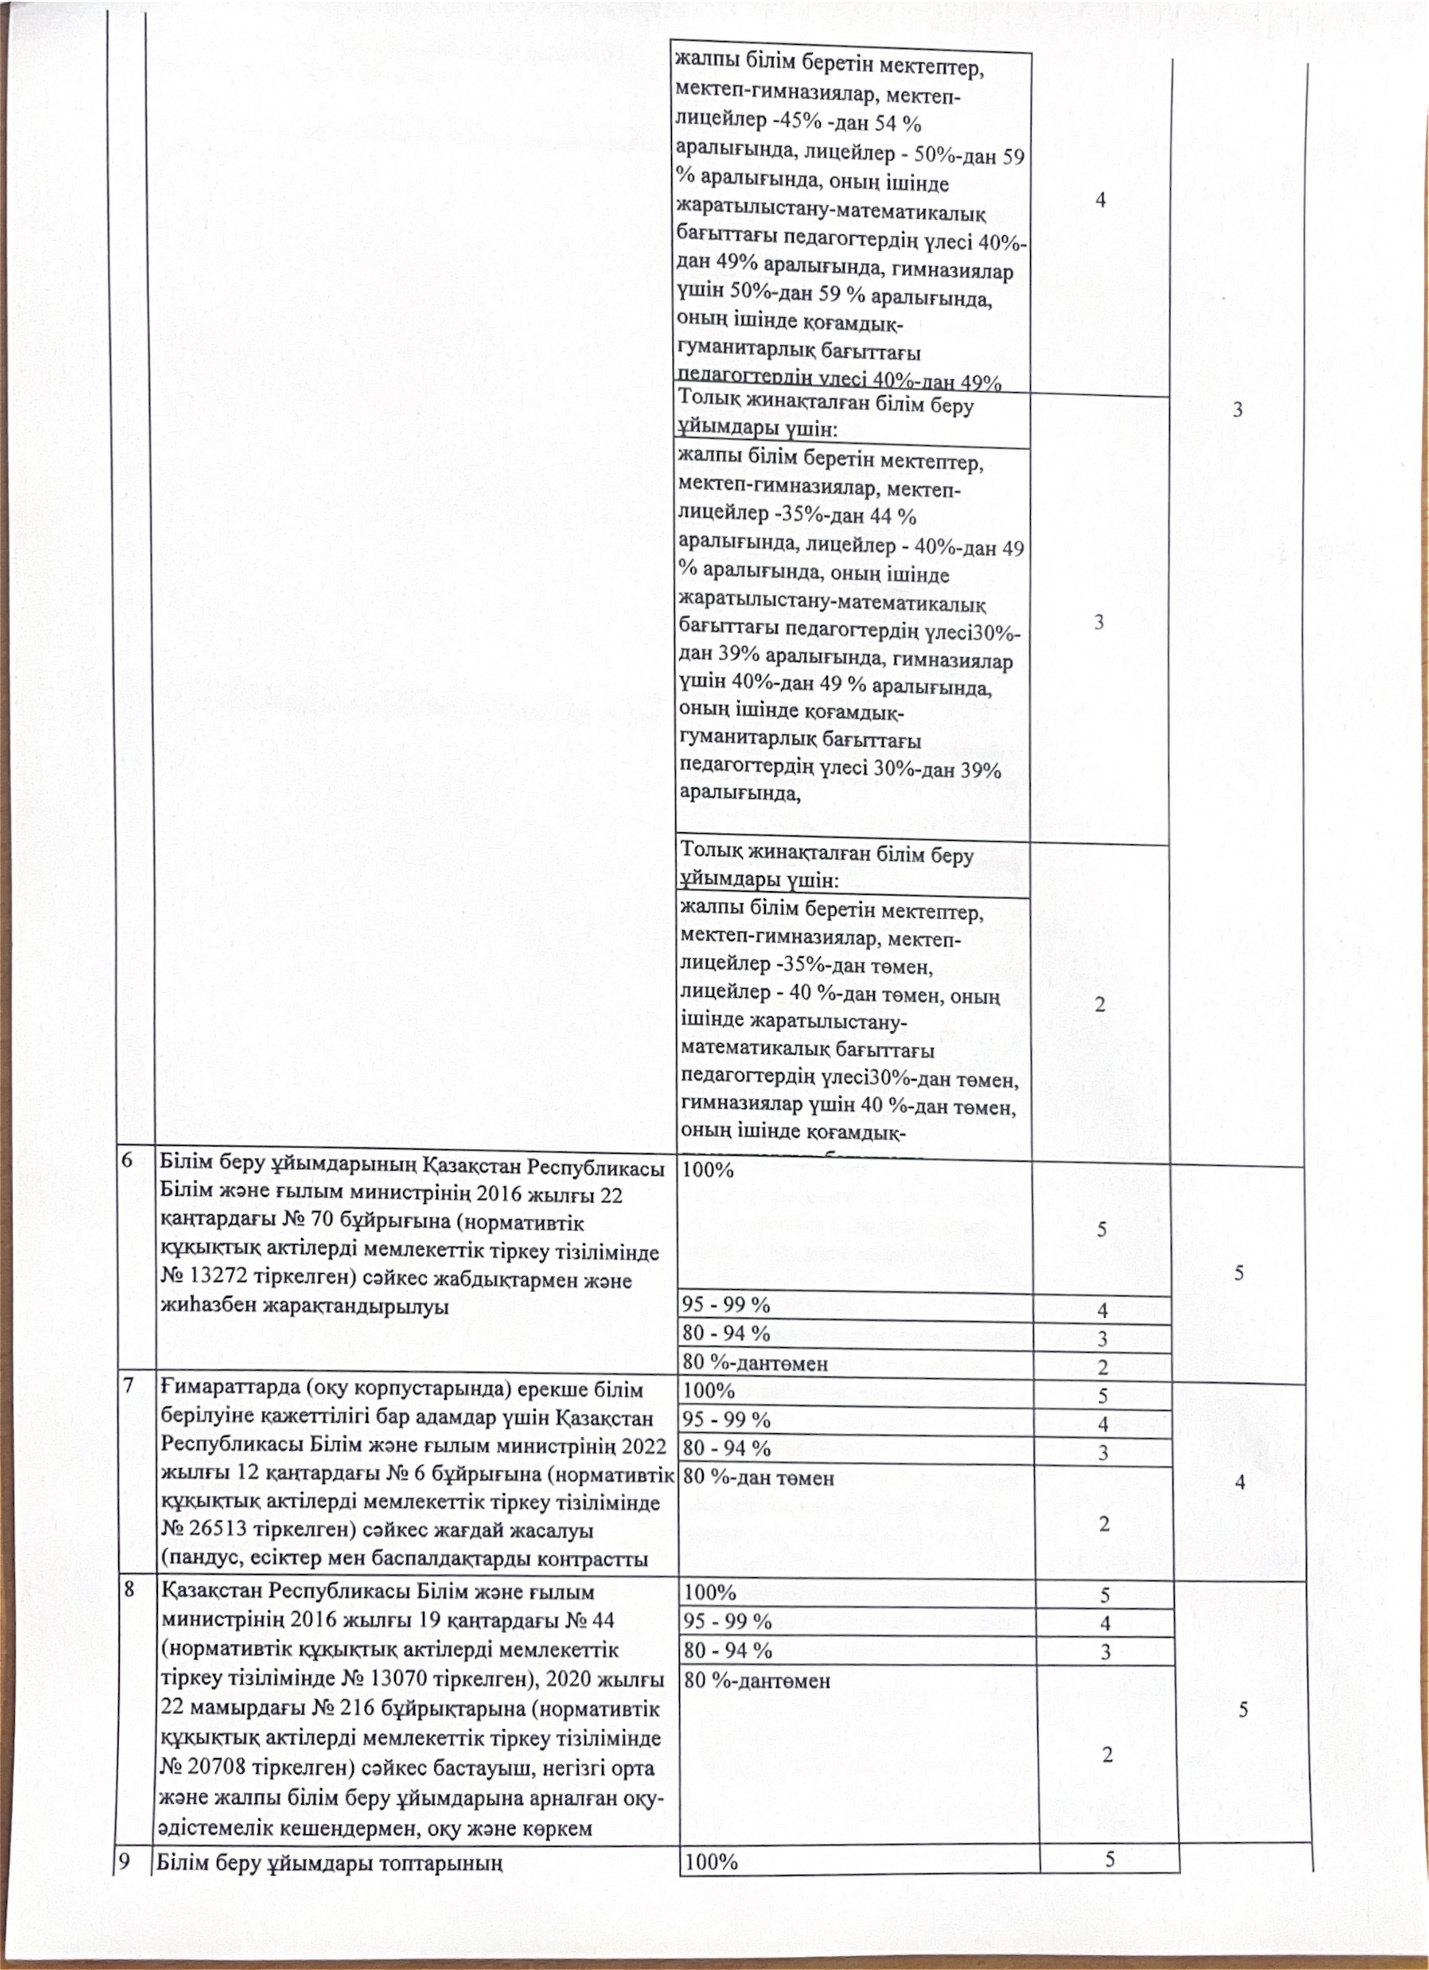 жалпы білім беретін мектептер,
мектеп-гимназиялар, мектеп-
лицейлер -45% -дан 54 %
аралығында, лицейлер - 50%-дан 59
% аралығында, оның ішінде
жаратылыстану-математикалық
бағыттағы педагогтердің үлесі 40%-
дан 49% аралығында, гимназиялар
үшін 50%-дан 59 % аралығында,
оның ішінде қоғамдық-
гуманитарлық бағыттағы
педагогтердің үлесі 40%-дан 49%
4
3
Толық жинақталған білім беру
ұйымдары үшін:
жалпы білім беретін мектептер,
мектеп-гимназиялар, мектеп-
лицейлер -35%-дан 44 %
аралығында, лицейлер - 40%-дан 49
% аралығында, оның ішінде
жаратылыстану-математикалық
бағыттағы педагогтердің үлесі30%-
дан 39% аралығында, гимназиялар
үшін 40%-дан 49 % аралығында,
оның ішінде қоғамдық-
гуманитарлық бағыттағы
педагогтердің үлесі 30%-дан 39%
аралығында,
3
Толық жинақталған білім беру
ұйымдары үшін:
жалпы білім беретін мектептер,
мектеп-гимназиялар, мектеп-
лицейлер -35%-дан төмен,
лицейлер - 40 %-дан төмен, оның
ішінде жаратылыстану-
математикалық бағыттағы
педагогтердің үлесі30%-дан төмен,
гимназиялар үшін 40 %-дан төмен,
оның ішінде қоғамдық-
2
6
Білім беру ұйымдарының Қазақстан Республикасы
Білім және ғылым министрінің 2016 жылғы 22
қаңтардағы № 70 бұйрығына (нормативтік
құқықтық актілерді мемлекеттік тіркеу тізілімінде
№ 13272 тіркелген) сәйкес жабдықтармен және
жиһазбен жарақтандырылуы
100%
5
95 - 99 %
4
80 - 94 %
3
80 %-дантөмен
2
5
7
Ғимараттарда (оқу корпустарында) ерекше білім
берілуіне қажеттілігі бар адамдар үшін Қазақстан
Республикасы Білім және ғылым министрінің 2022
жылғы 12 қаңтардағы № 6 бұйрығына (нормативтік
құқықтық актілерді мемлекеттік тіркеу тізілімінде
№ 26513 тіркелген) сәйкес жағдай жасалуы
(пандус, есіктер мен баспалдақтарды контрастты
100%
5
95 - 99 %
4
80 - 94 %
3
80 %-дан төмен
2
4
8
Қазақстан Республикасы Білім және ғылым
министрінің 2016 жылғы 19 қаңтардағы № 44
(нормативтік құқықтық актілерді мемлекеттік
тіркеу тізілімінде № 13070 тіркелген), 2020 жылғы
22 мамырдағы № 216 бұйрықтарына (нормативтік
құқықтық актілерді мемлекеттік тіркеу тізілімінде
№ 20708 тіркелген) сәйкес бастауыш, негізгі орта
және жалпы білім беру ұйымдарына арналған оқу-
әдістемелік кешендермен, оқу және көркем
100%
5
95 - 99 %
4
80 - 94 %
3
80 %-дантөмен
2
5
9
Білім беру ұйымдары топтарының
100%
5